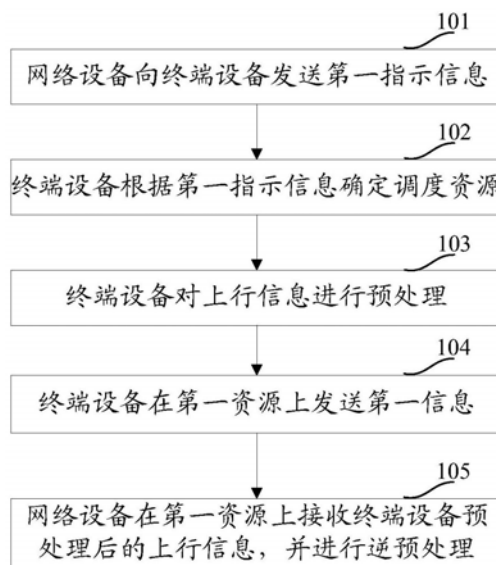 101
网络设备向终端设备发送第一指示信息
102
终端设备根据第一指示信息确定调度资源
103
终端设备对上行信息进行预处理
104
终端设备在第一资源上发送第一信息
105
网络设备在第一资源上接收终端设备预
处理后的上行信息，并进行逆预处理